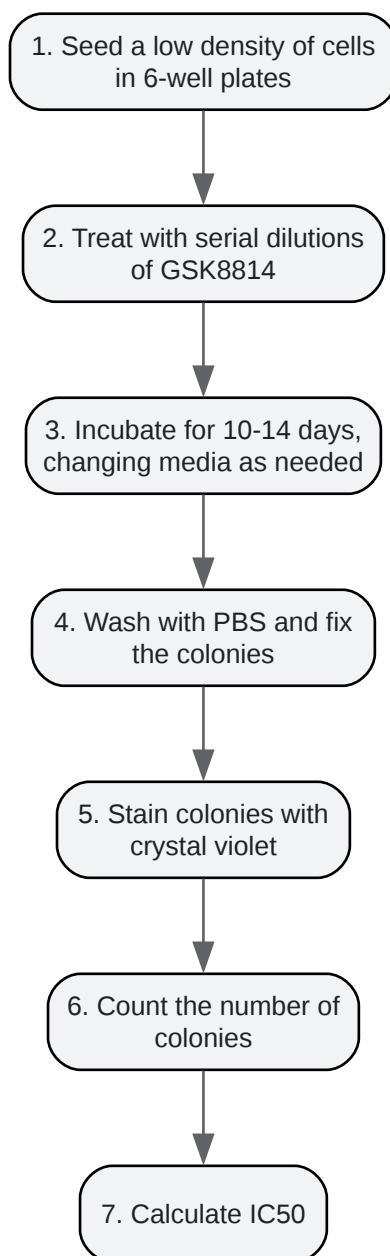 1. Seed a low density of cells
in 6-well plates
2. Treat with serial dilutions
of GSK8814
3. Incubate for 10-14 days,
changing media as needed
4. Wash with PBS and fix
the colonies
5. Stain colonies with
crystal violet
6. Count the number of
colonies
7. Calculate IC50